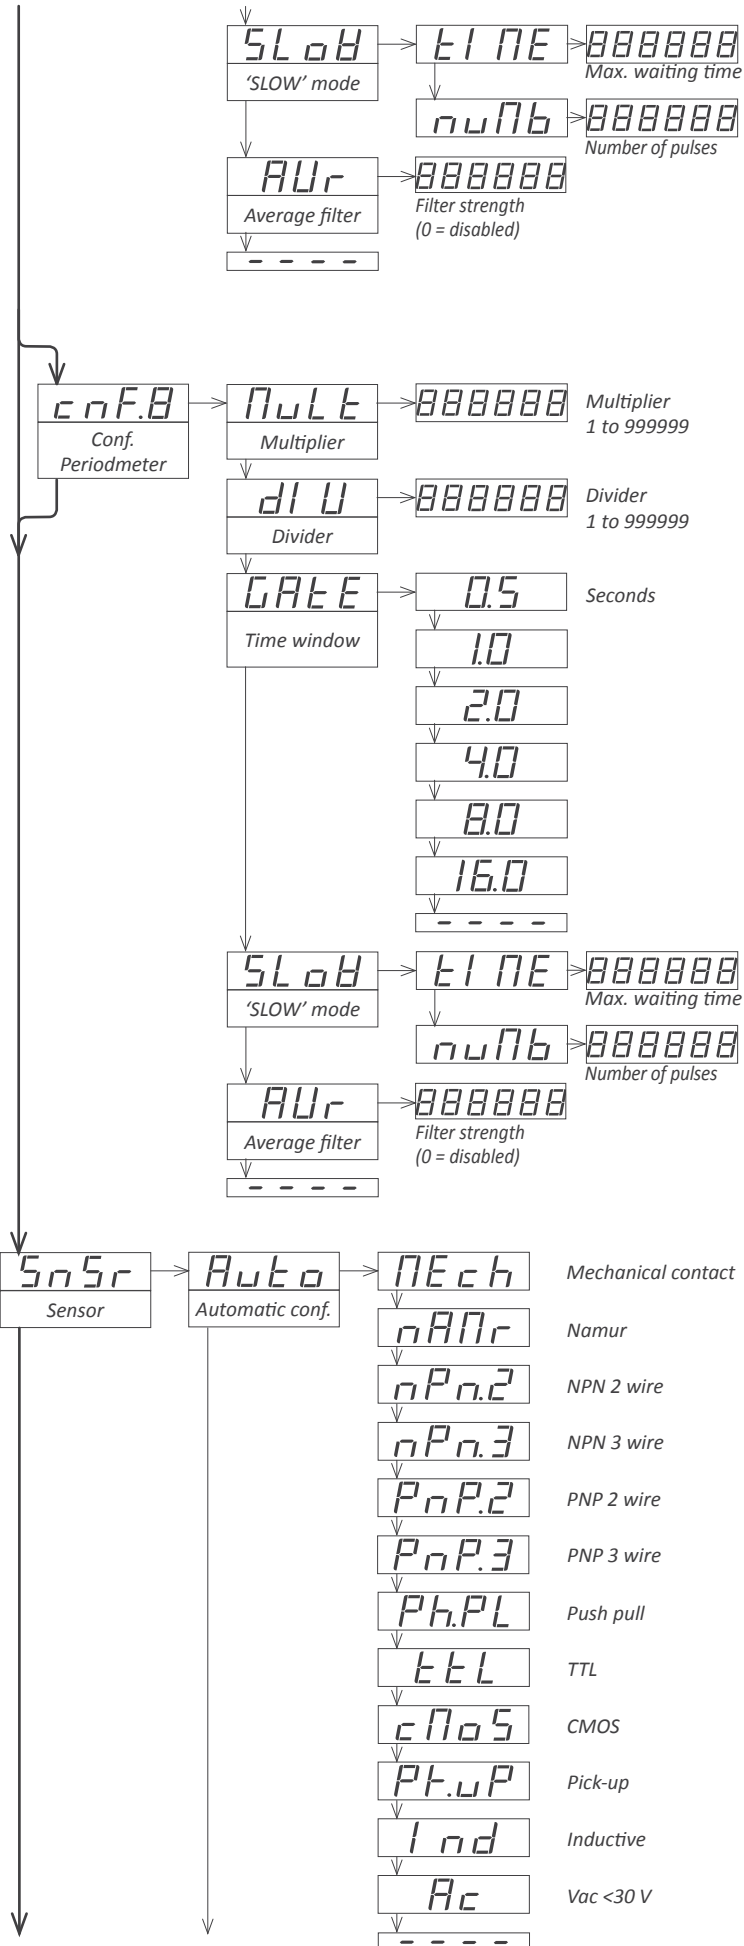 SLoW
'SLOW' mode
tIME
888888
Max. waiting time
nuMb
888888
Number of pulses
AVr
Average filter
888888
Filter strength
(0 = disabled)
- - - -
cnF.8
Conf.
Periodmeter
MuLt
Multiplier
888888
Multiplier
1 to 999999
dIV
Divider
888888
Divider
1 to 999999
GAtE
Time window
0.5
Seconds
1.0
2.0
4.0
8.0
16.0
- - - -
SLoW
'SLOW' mode
tIME
888888
Max. waiting time
nuMb
888888
Number of pulses
AVr
Average filter
888888
Filter strength
(0 = disabled)
- - - -
SnSr
Sensor
Auto
Automatic conf.
MEch
Mechanical contact
nAMr
Namur
nPn.2
NPN 2 wire
nPn.3
NPN 3 wire
PnP.2
PNP 2 wire
PnP.3
PNP 3 wire
Ph.PL
Push pull
ttL
TTL
cMoS
CMOS
Pk.uP
Pick-up
Ind
Inductive
Ac
Vac <30 V
- - - -